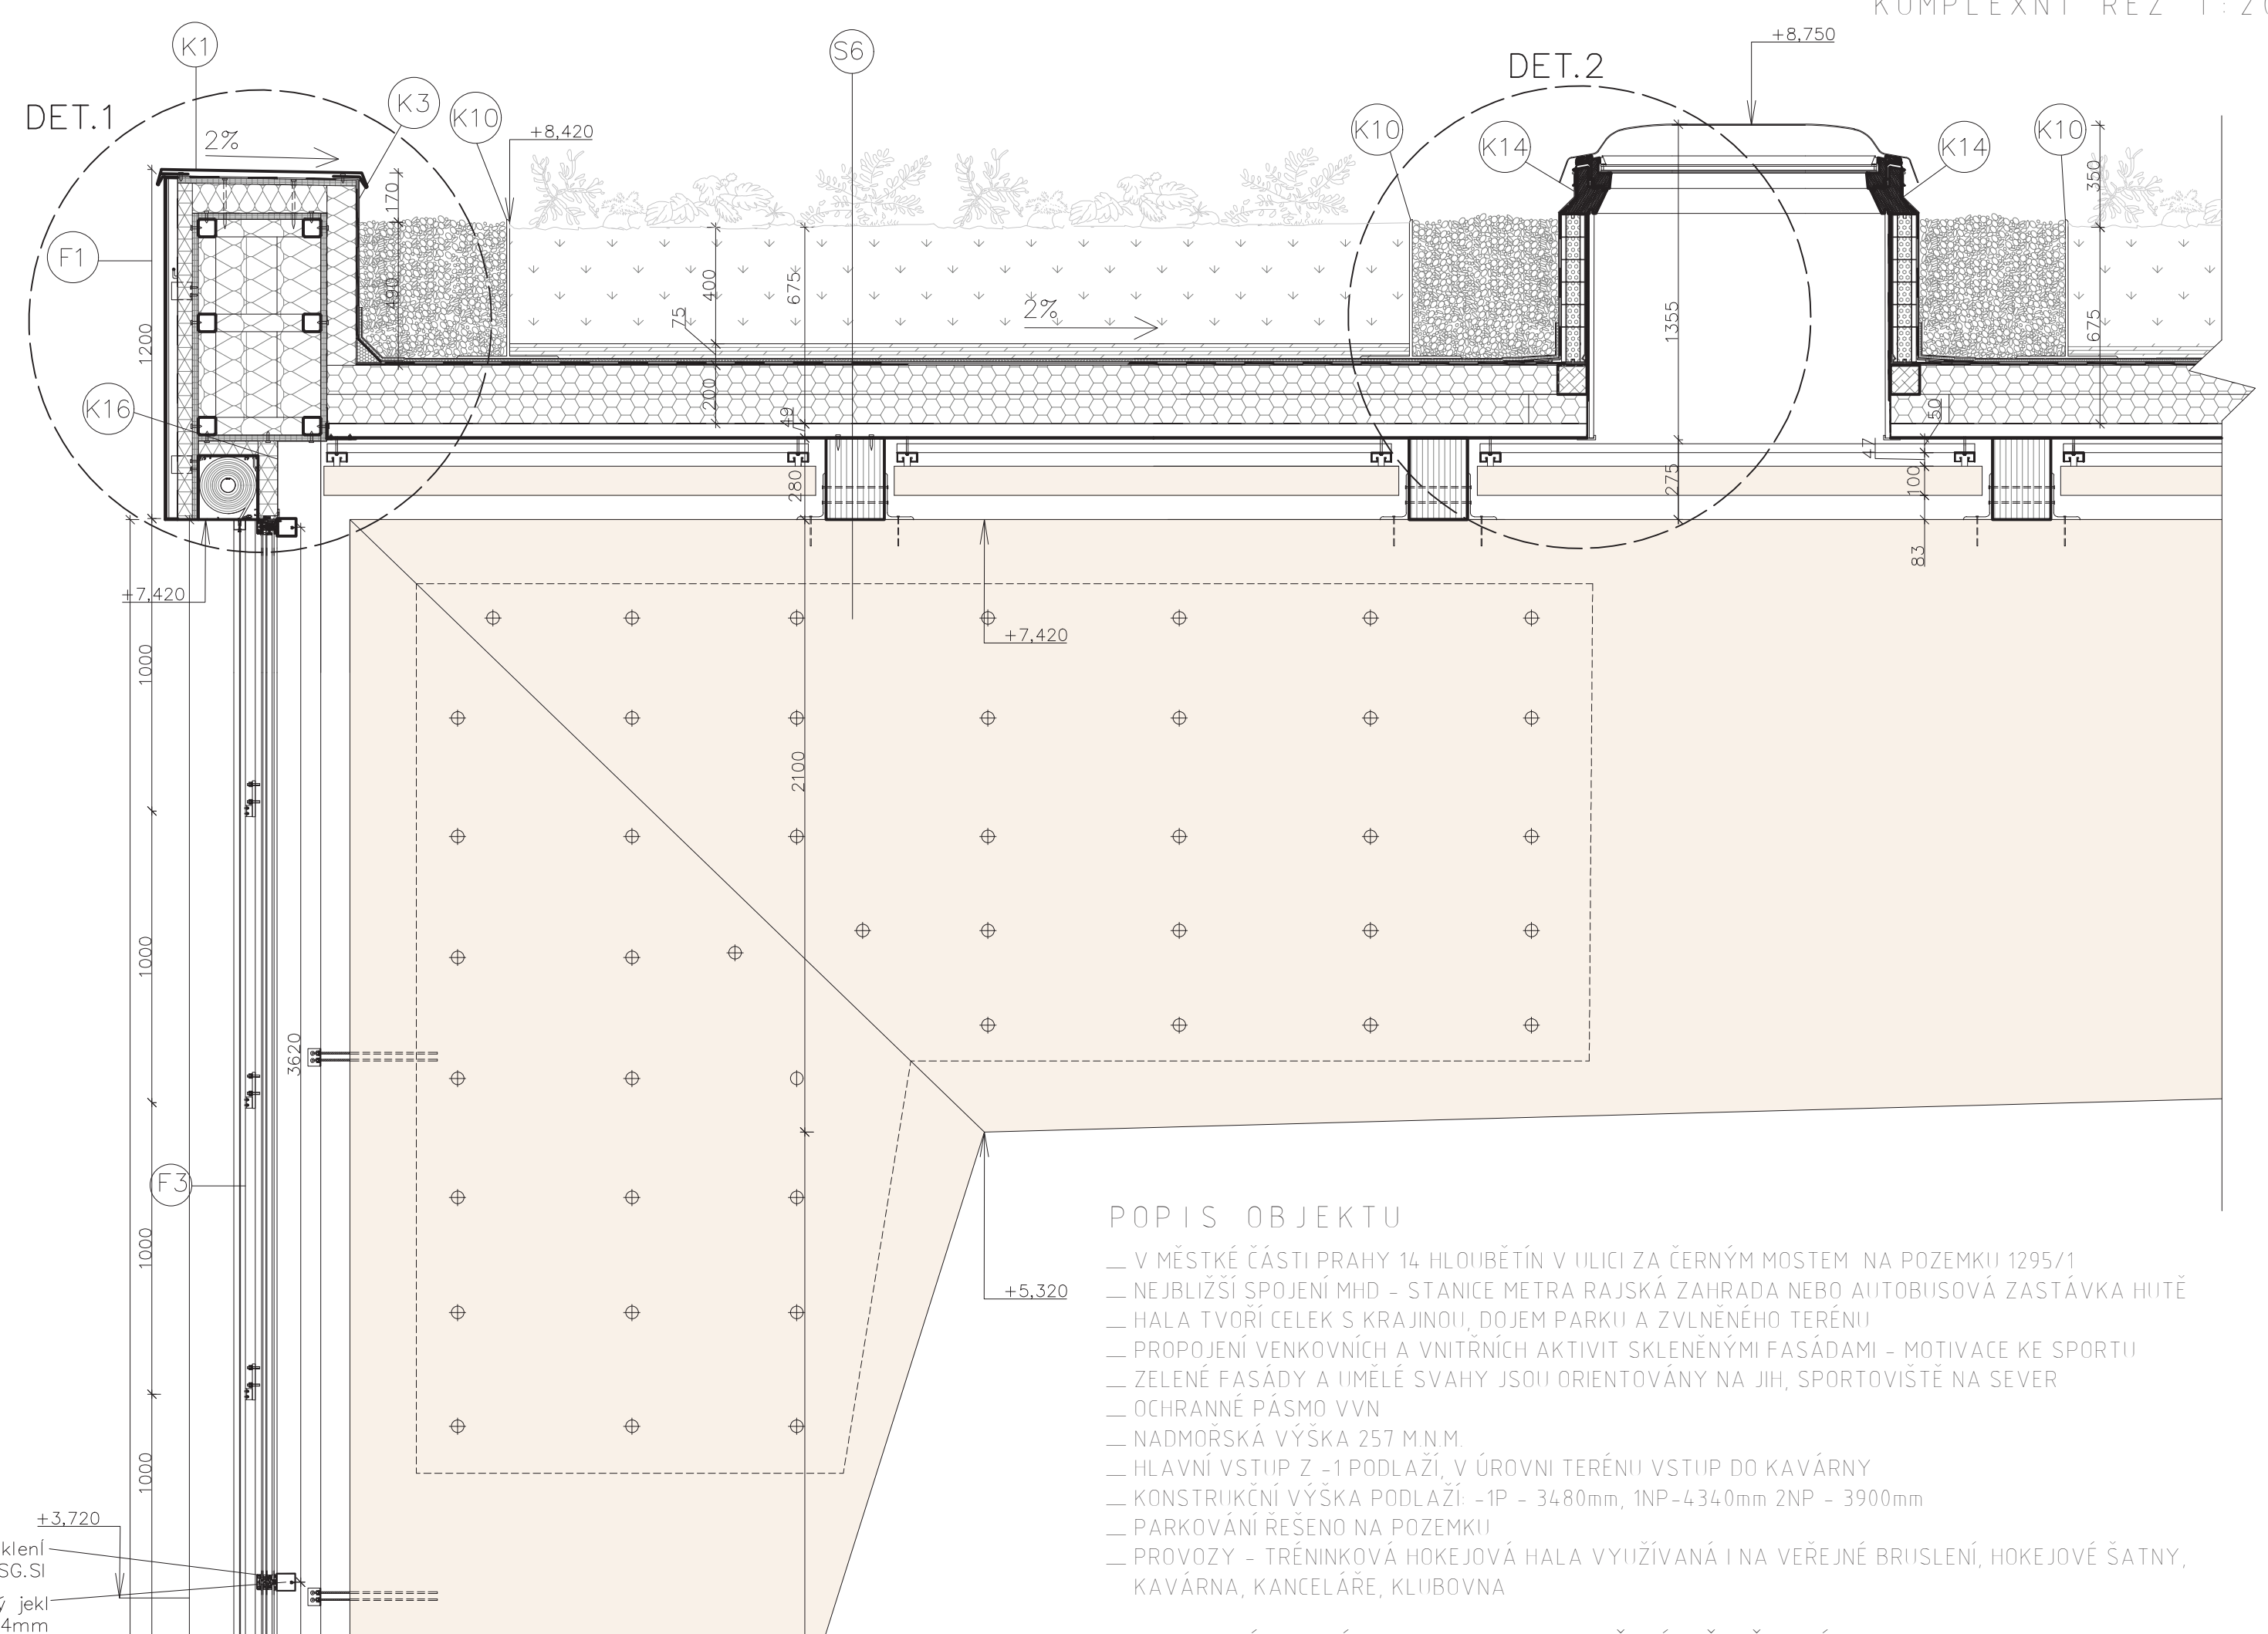 KOMPLEXNÍ ŘEZ 1:20
K1
S6
+8,750
DET.2
DET.1
K3
K10
2%
+8,420
K10
K14
K14
K10
170
350
F1
490
400
75
675
2%
1200
1355
675
K16
200
49
50
47
280
275
100
83
+7,420
+7,420
1000
2100
1000
3620
F3
1000
+5,320
1000
+3,720
klení
SG.SI
ý jekl
4mm
POPIS OBJEKTU
V MĚSTKÉ ČÁSTI PRAHY 14 HLOUBĚTÍN V ULICI ZA ČERNÝM MOSTEM NA POZEMKU 1295/1
NEJBLIŽŠÍ SPOJENÍ MHD - STANICE METRA RAJSKÁ ZAHRADA NEBO AUTOBUSOVÁ ZASTÁVKA HUTĚ
HALA TVOŘÍ CELEK S KRAJINOU, DOJEM PARKU A ZVLNĚNÉHO TERÉNU
PROPOJENÍ VENKOVNÍCH A VNITŘNÍCH AKTIVIT SKLENĚNÝMI FASÁDAMI - MOTIVACE KE SPORTU
ZELENÉ FASÁDY A UMĚLÉ SVAHY JSOU ORIENTOVÁNY NA JIH, SPORTOVIŠTĚ NA SEVER
OCHRANNÉ PÁSMO VVN
NADMOŘSKÁ VÝŠKA 257 M.N.M.
HLAVNÍ VSTUP Z -1 PODLAŽÍ, V ÚROVNI TERÉNU VSTUP DO KAVÁRNY
KONSTRUKČNÍ VÝŠKA PODLAŽÍ: -1P - 3480mm, 1NP-4340mm 2NP - 3900mm
PARKOVÁNÍ ŘEŠENO NA POZEMKU
PROVOZY - TRÉNINKOVÁ HOKEJOVÁ HALA VYUŽÍVANÁ I NA VEŘEJNÉ BRUSLENÍ, HOKEJOVÉ ŠATNY,
KAVÁRNA, KANCELÁŘE, KLUBOVNA